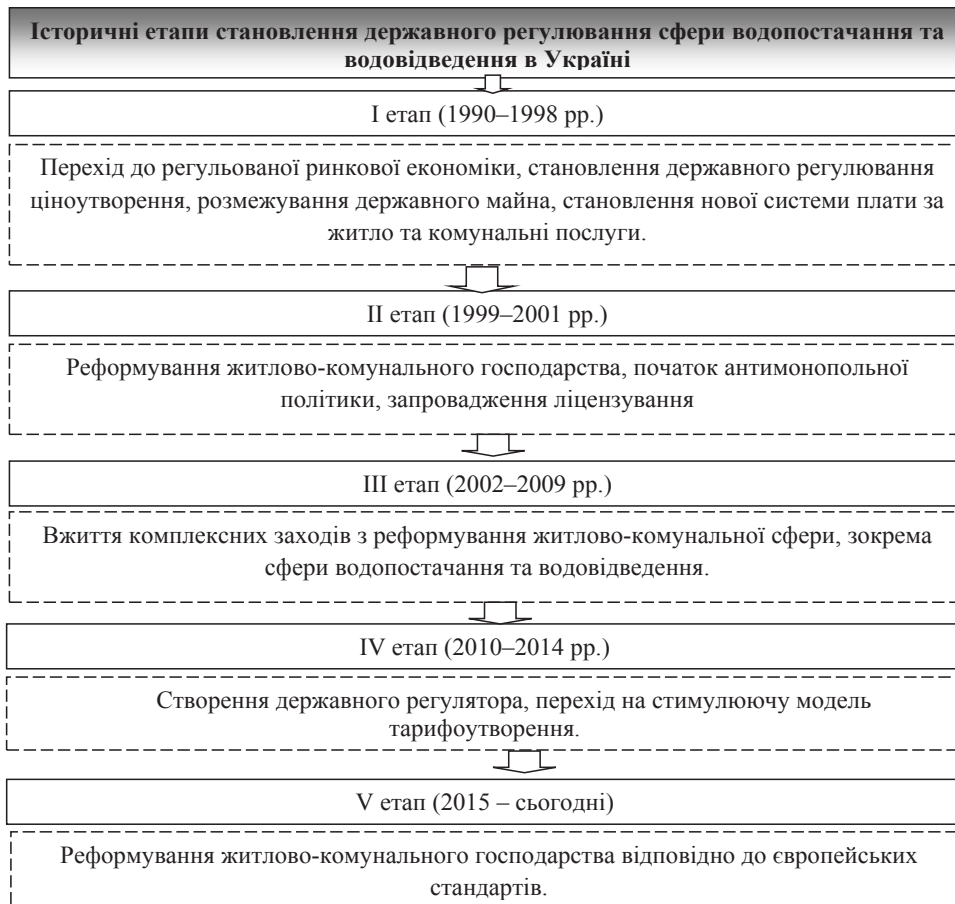 Історичні етапи становлення державного регулювання сфери водопостачання та
водовідведення в Україні
І етап (1990–1998 рр.)
Перехід до регульованої ринкової економіки, становлення державного регулювання
ціноутворення, розмежування державного майна, становлення нової системи плати за
житло та комунальні послуги.
ІІ етап (1999–2001 рр.)
Реформування житлово-комунального господарства, початок антимонопольної
політики, запровадження ліцензування
ІІІ етап (2002–2009 рр.)
Вжиття комплексних заходів з реформування житлово-комунальної сфери, зокрема
сфери водопостачання та водовідведення.
IV етап (2010–2014 рр.)
Створення державного регулятора, перехід на стимулюючу модель
тарифоутворення.
V етап (2015 – сьогодні)
Реформування житлово-комунального господарства відповідно до європейських
стандартів.